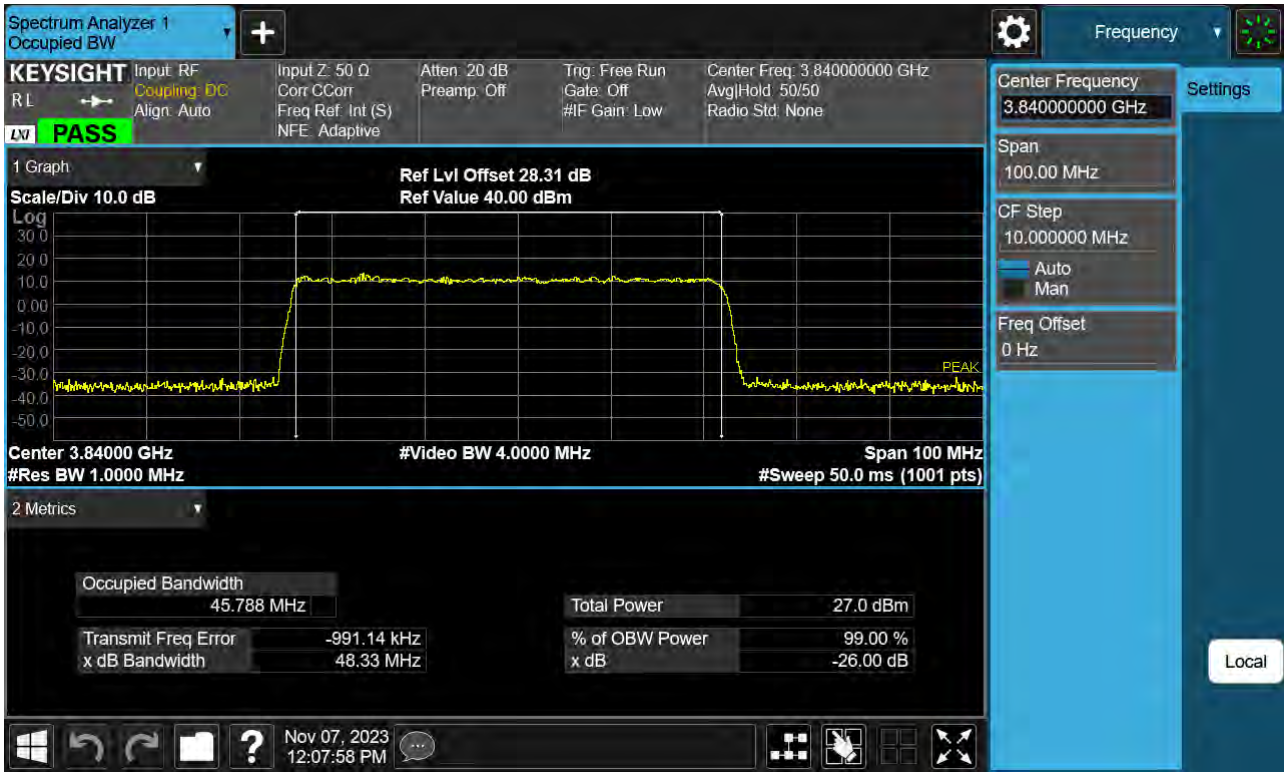 Spectrum Analyzer 1
Occupied BW
+
Frequency
KEYSIGHT
RL
LXI PASS
Input: RF
Coupling: DC
Align: Auto
Input Z: 50 Ω
Corr CCorr
Freq Ref: Int (S)
NFE: Adaptive
Atten: 20 dB
Preamp: Off
Trig: Free Run
Gate: Off
#IF Gain: Low
Center Freq: 3.840000000 GHz
Avg|Hold: 50/50
Radio Std: None
Center Frequency
3.840000000 GHz
Settings
Span
100.00 MHz
CF Step
10.000000 MHz
Auto
Man
Freq Offset
0 Hz
1 Graph
Ref Lvl Offset 28.31 dB
Scale/Div 10.0 dB
Ref Value 40.00 dBm
Log
30.0
20.0
10.0
0.00
-10.0
-20.0
-30.0
-40.0
-50.0
PEAK
Center 3.84000 GHz
#Video BW 4.0000 MHz
Span 100 MHz
#Res BW 1.0000 MHz
#Sweep 50.0 ms (1001 pts)
2 Metrics
Occupied Bandwidth
45.788 MHz
Total Power 27.0 dBm
Transmit Freq Error -991.14 kHz
% of OBW Power 99.00 %
x dB Bandwidth 48.33 MHz
x dB -26.00 dB
Local
?
Nov 07, 2023
12:07:58 PM